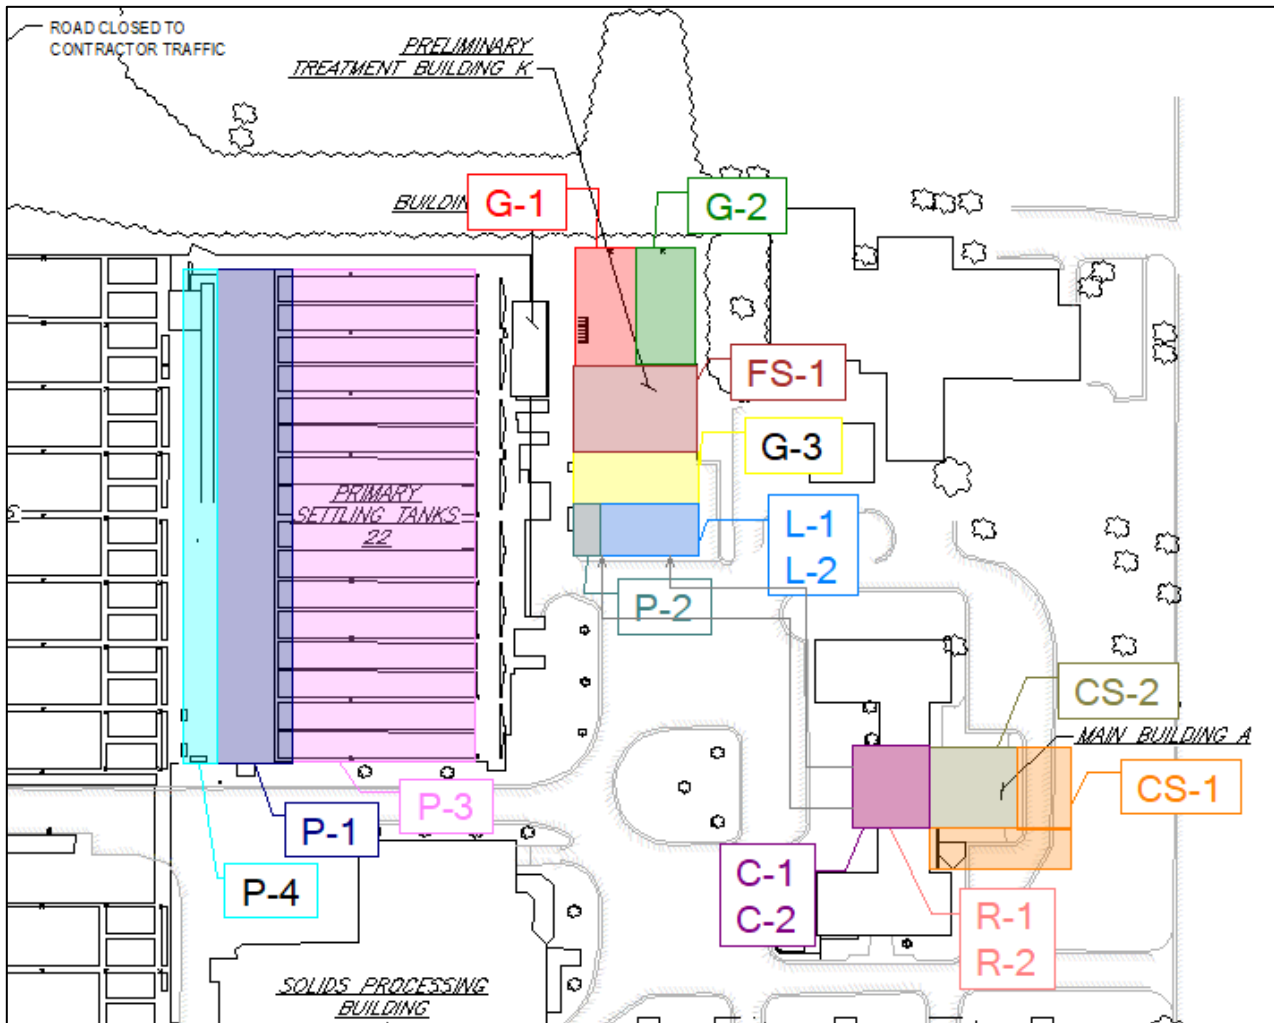 ROAD CLOSED TO
CONTRACTOR TRAFFIC
PRELIMINARY
TREATMENT BUILDING K
BUILDIN
G-1
G-2
FS-1
G-3
PRIMARY
SETTLING TANKS
22
L-1
L-2
P-2
CS-2
MAIN BUILDING A
CS-1
P-3
P-1
P-4
C-1
C-2
R-1
R-2
SOLIDS PROCESSING
BUILDING